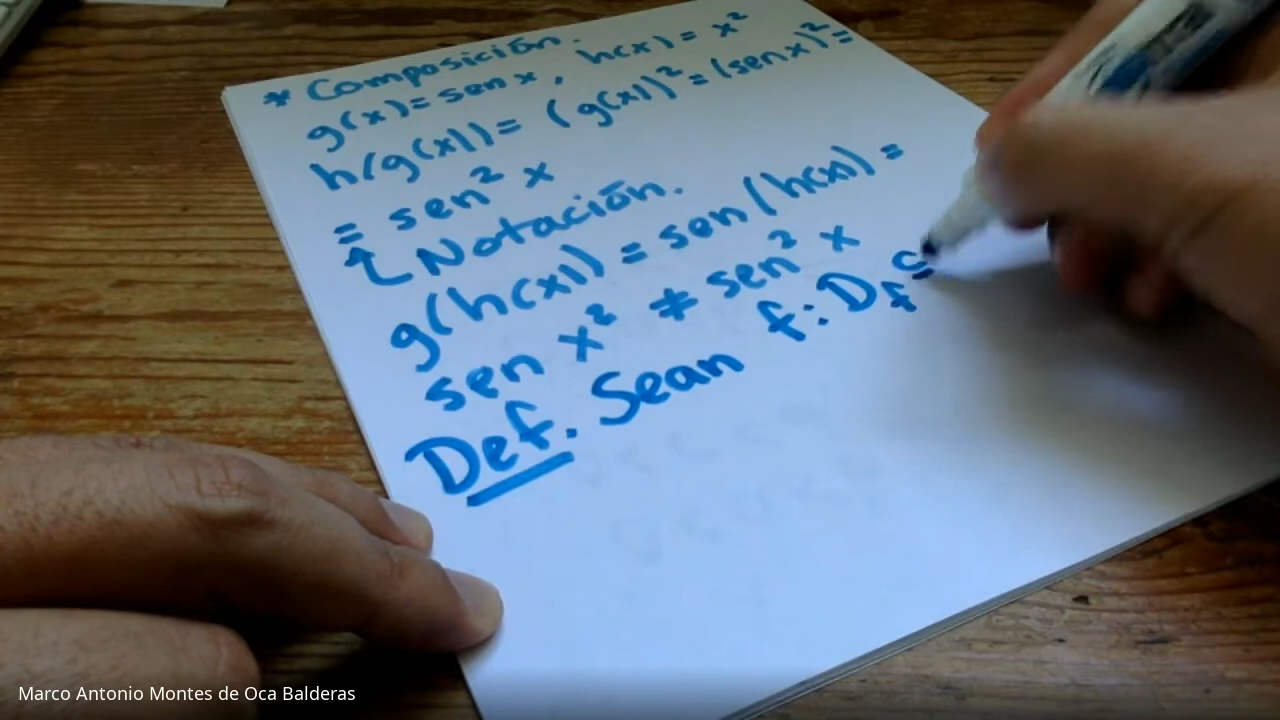 * Composición.
g(x)= sen x, h(x) = x²
h(g(x))= (g(x))² = (sen x)² =
= sen² x
↑ Notación.
g(h(x)) = sen (h(x)) =
sen x² ≠ sen² x
Def. Sean f: D_f ⊆
Marco Antonio Montes de Oca Balderas